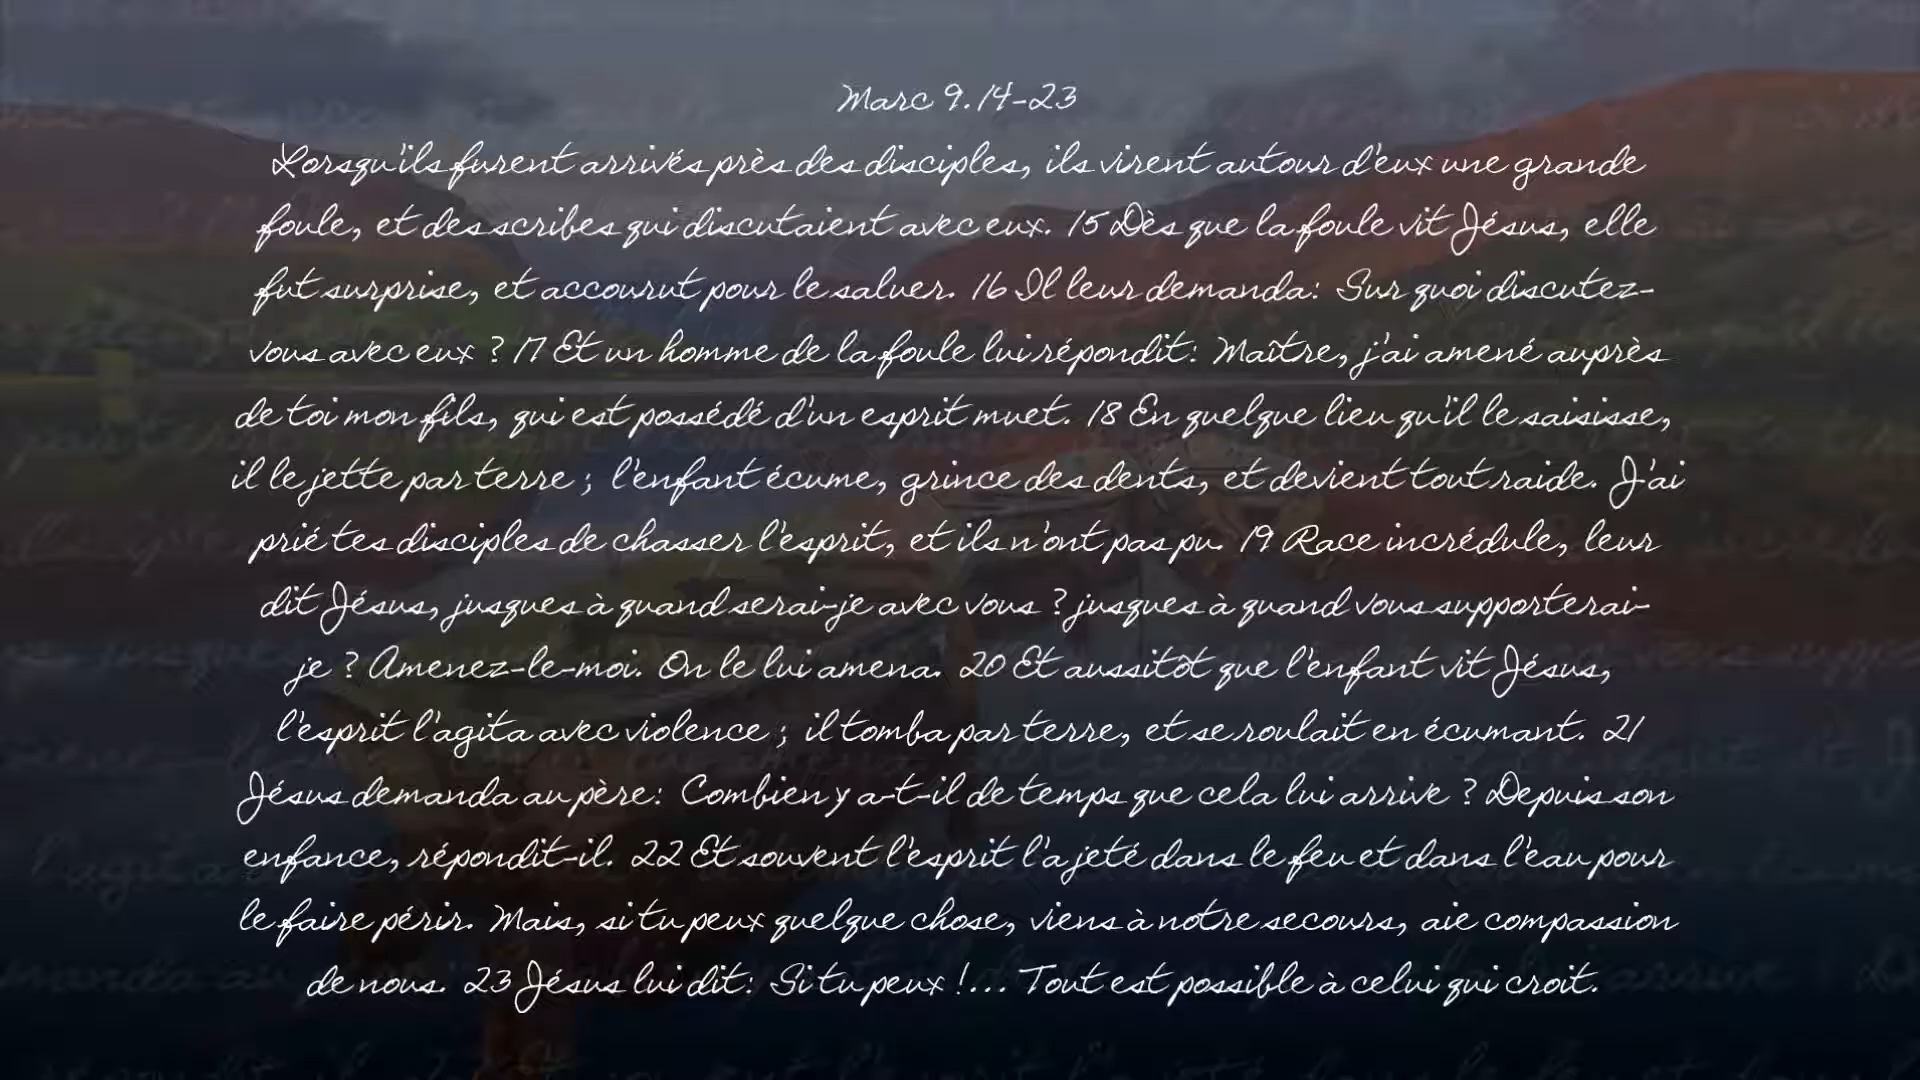 Marc 9.14-23
Lorsqu'ils furent arrivés près des disciples, ils virent autour d'eux une grande
foule, et des scribes qui discutaient avec eux. 15 Dès que la foule vit Jésus, elle
fut surprise, et accourut pour le saluer. 16 Il leur demanda: Sur quoi discutez-
vous avec eux ? 17 Et un homme de la foule lui répondit: Maître, j'ai amené auprès
de toi mon fils, qui est possédé d'un esprit muet. 18 En quelque lieu qu'il le saisisse,
il le jette par terre ; l'enfant écume, grince des dents, et devient tout raide. J'ai
prié tes disciples de chasser l'esprit, et ils n'ont pas pu. 19 Race incrédule, leur
dit Jésus, jusques à quand serai-je avec vous ? jusques à quand vous supporterai-
je ? Amenez-le-moi. On le lui amena. 20 Et aussitôt que l'enfant vit Jésus,
l'esprit l'agita avec violence ; il tomba par terre, et se roulait en écumant. 21
Jésus demanda au père: Combien y a-t-il de temps que cela lui arrive ? Depuis son
enfance, répondit-il. 22 Et souvent l'esprit l'a jeté dans le feu et dans l'eau pour
le faire périr. Mais, si tu peux quelque chose, viens à notre secours, aie compassion
de nous. 23 Jésus lui dit: Si tu peux !... Tout est possible à celui qui croit.